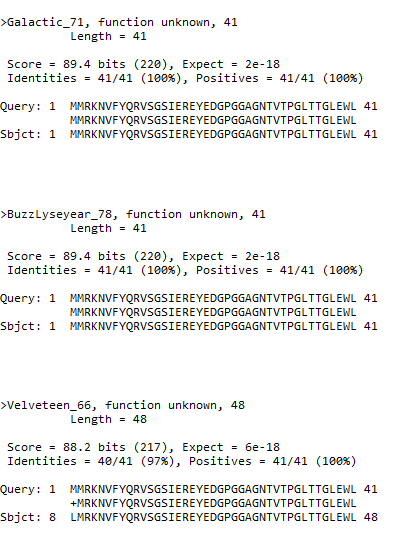 >Galactic_71, function unknown, 41
Length = 41
Score = 89.4 bits (220), Expect = 2e-18
Identities = 41/41 (100%), Positives = 41/41 (100%)
Query: 1 MMRKNVFYQRVSGSIEREYEDGPGGAGNTVTPGLTTGLEWL 41
MMRKNVFYQRVSGSIEREYEDGPGGAGNTVTPGLTTGLEWL
Sbjct: 1 MMRKNVFYQRVSGSIEREYEDGPGGAGNTVTPGLTTGLEWL 41
>BuzzLyseyear_78, function unknown, 41
Length = 41
Score = 89.4 bits (220), Expect = 2e-18
Identities = 41/41 (100%), Positives = 41/41 (100%)
Query: 1 MMRKNVFYQRVSGSIEREYEDGPGGAGNTVTPGLTTGLEWL 41
MMRKNVFYQRVSGSIEREYEDGPGGAGNTVTPGLTTGLEWL
Sbjct: 1 MMRKNVFYQRVSGSIEREYEDGPGGAGNTVTPGLTTGLEWL 41
>Velveteen_66, function unknown, 48
Length = 48
Score = 88.2 bits (217), Expect = 6e-18
Identities = 40/41 (97%), Positives = 41/41 (100%)
Query: 1 MMRKNVFYQRVSGSIEREYEDGPGGAGNTVTPGLTTGLEWL 41
+MRKNVFYQRVSGSIEREYEDGPGGAGNTVTPGLTTGLEWL
Sbjct: 8 LMRKNVFYQRVSGSIEREYEDGPGGAGNTVTPGLTTGLEWL 48